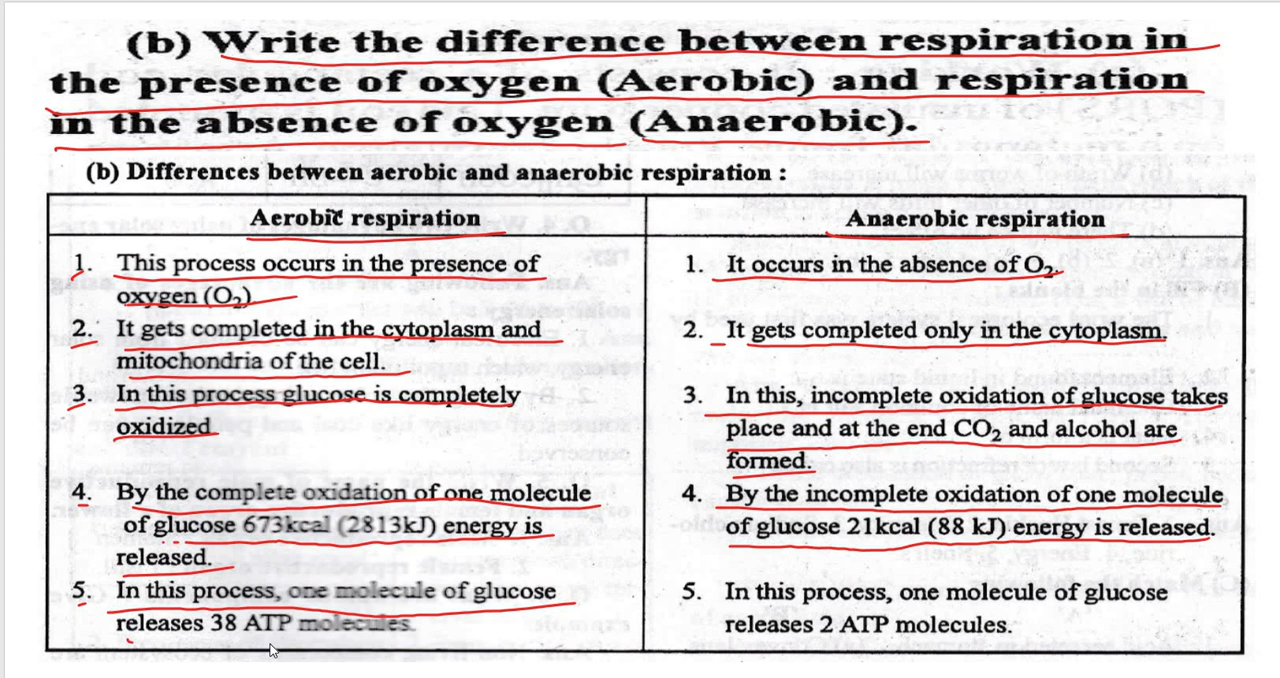 (b) Write the difference between respiration in
the presence of oxygen (Aerobic) and respiration
in the absence of oxygen (Anaerobic).
(b) Differences between aerobic and anaerobic respiration :
Aerobic respiration
1. This process occurs in the presence of
oxygen (O₂).
2. It gets completed in the cytoplasm and
mitochondria of the cell.
3. In this process glucose is completely
oxidized
4. By the complete oxidation of one molecule
of glucose 673kcal (2813kJ) energy is
released.
5. In this process, one molecule of glucose
releases 38 ATP molecules.
Anaerobic respiration
1. It occurs in the absence of O₂.
2. It gets completed only in the cytoplasm.
3. In this, incomplete oxidation of glucose takes
place and at the end CO₂ and alcohol are
formed.
4. By the incomplete oxidation of one molecule
of glucose 21kcal (88 kJ) energy is released.
5. In this process, one molecule of glucose
releases 2 ATP molecules.